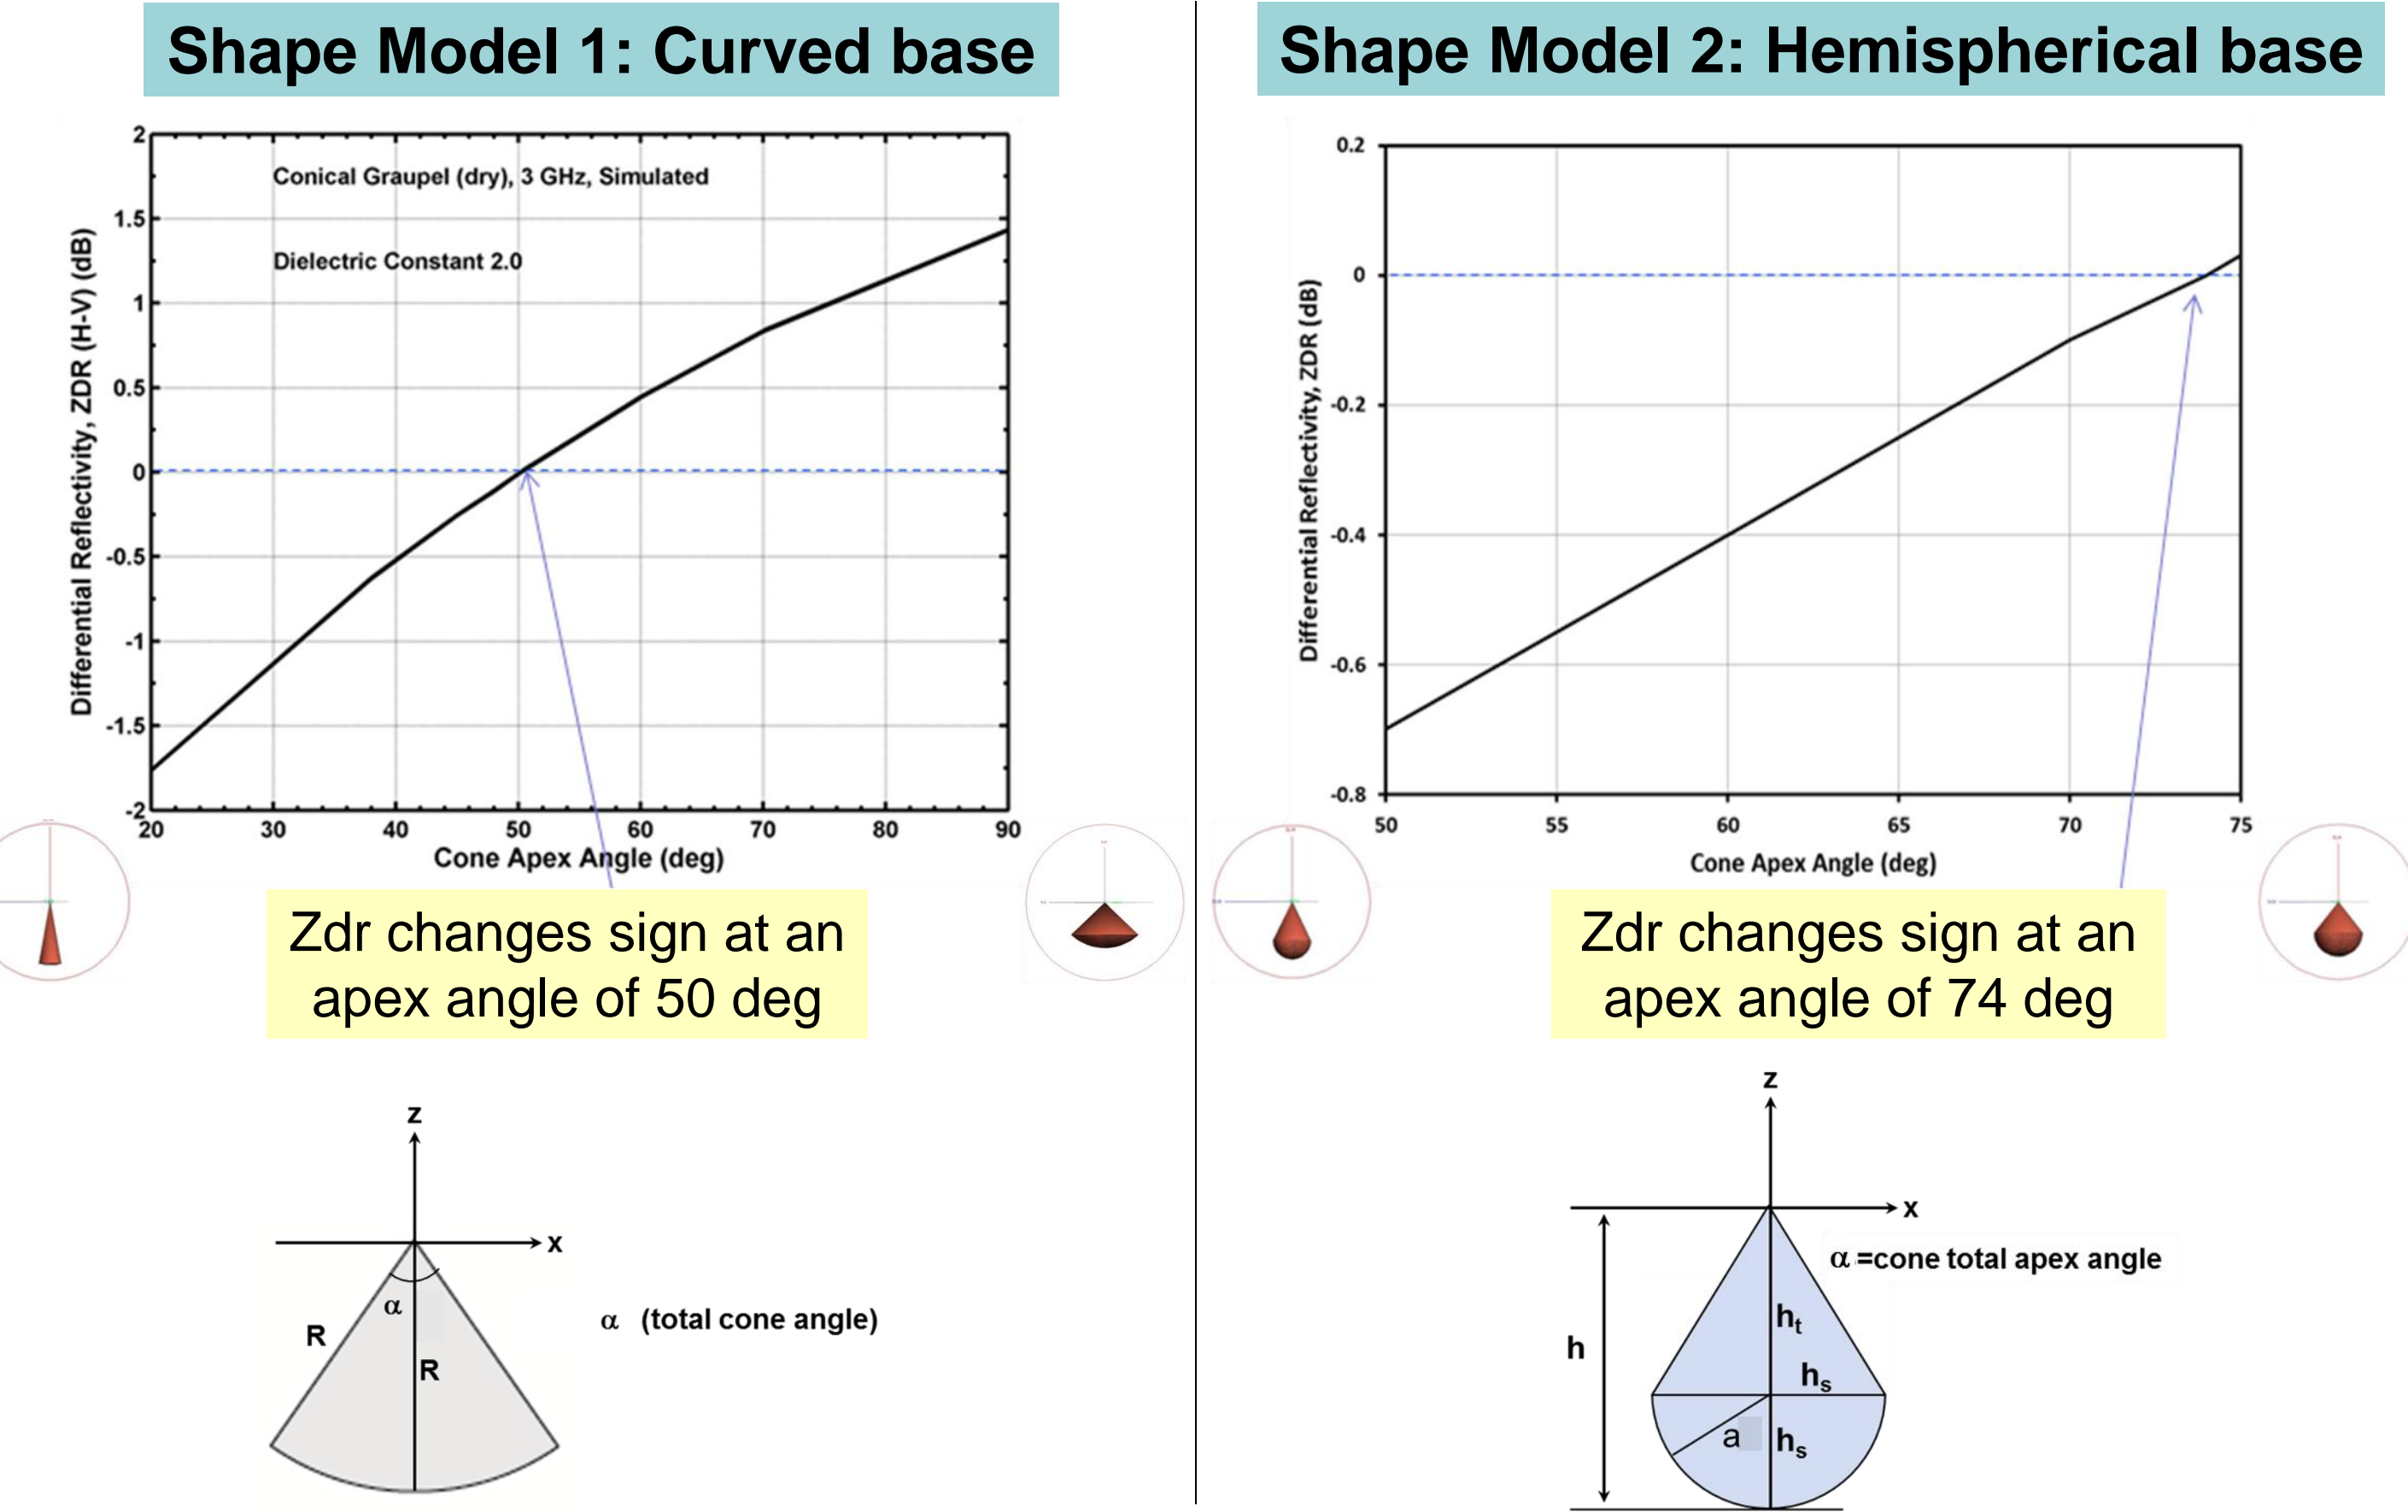 Shape Model 1: Curved base
Conical Graupel (dry), 3 GHz, Simulated
Dielectric Constant 2.0
Differential Reflectivity, ZDR (H-V) (dB)
2
1.5
1
0.5
0
-0.5
-1
-1.5
-2
20 30 40 50 60 70 80 90
Cone Apex Angle (deg)
Zdr changes sign at an
apex angle of 50 deg
z
x
α
R
R
α (total cone angle)
Shape Model 2: Hemispherical base
Differential Reflectivity, ZDR (dB)
0.2
0
-0.2
-0.4
-0.6
-0.8
50 55 60 65 70 75
Cone Apex Angle (deg)
Zdr changes sign at an
apex angle of 74 deg
z
x
α =cone total apex angle
h
ht
hs
a
hs